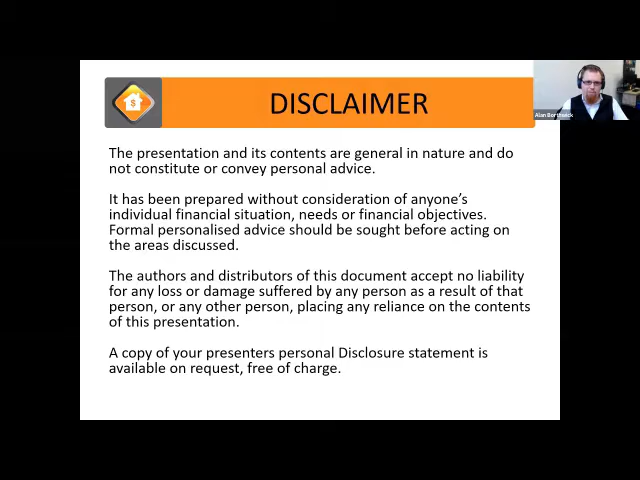 DISCLAIMER
Alan Borthwick
The presentation and its contents are general in nature and do
not constitute or convey personal advice.
It has been prepared without consideration of anyone's
individual financial situation, needs or financial objectives.
Formal personalised advice should be sought before acting on
the areas discussed.
The authors and distributors of this document accept no liability
for any loss or damage suffered by any person as a result of that
person, or any other person, placing any reliance on the contents
of this presentation.
A copy of your presenters personal Disclosure statement is
available on request, free of charge.